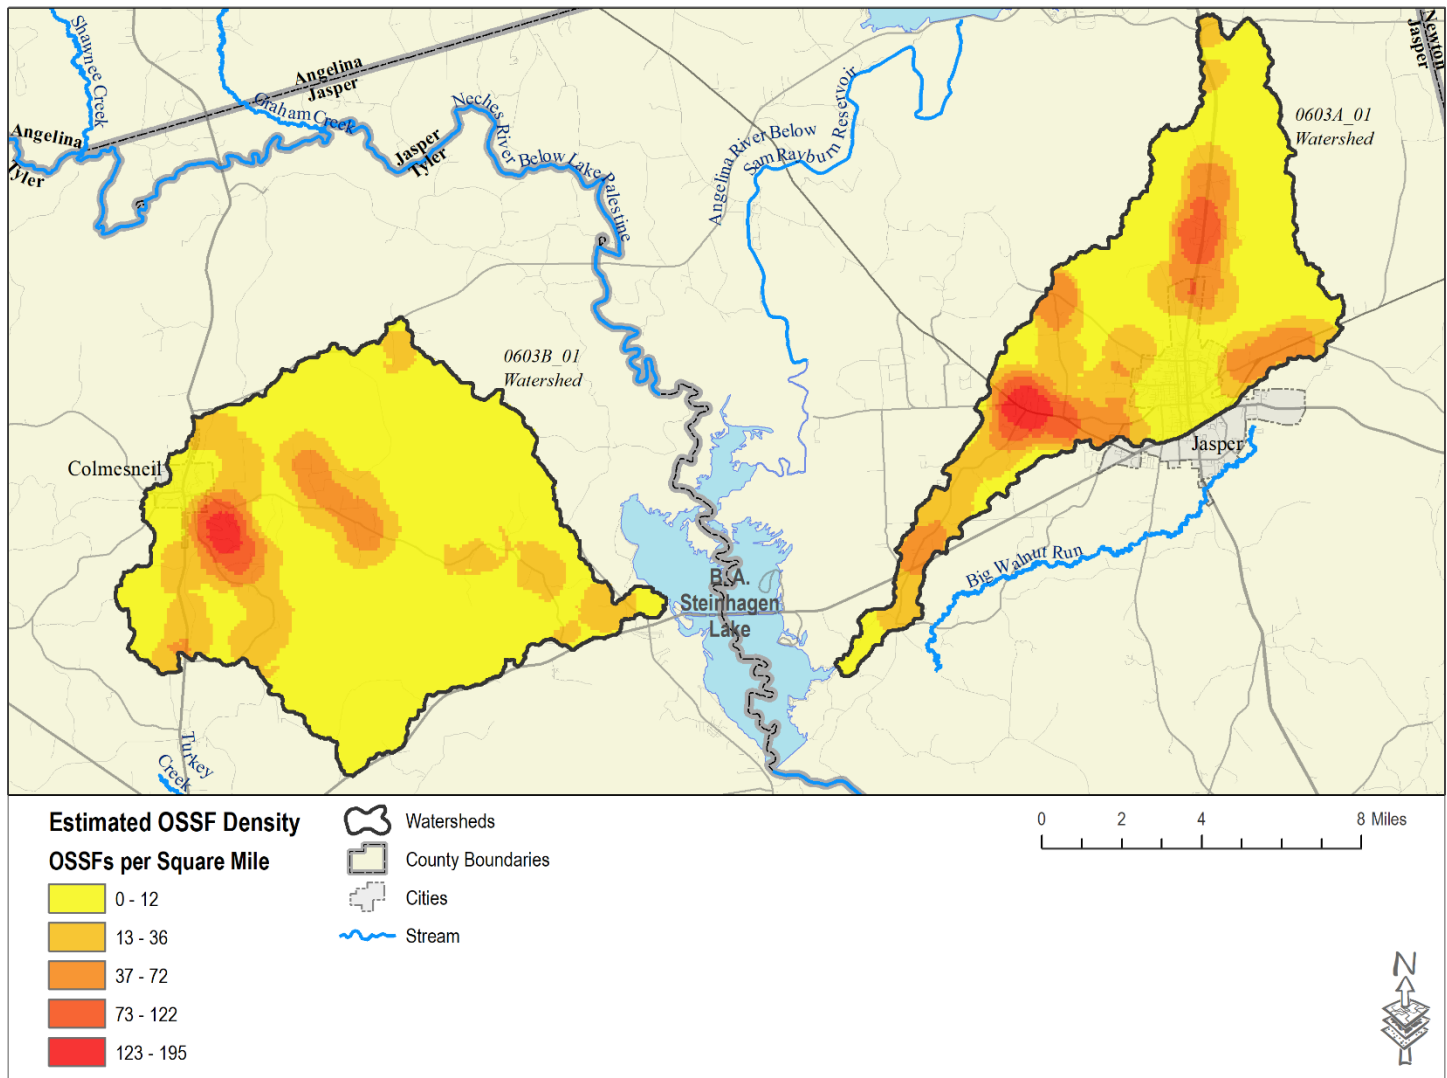 Shawnee Creek
Angelina
Jasper
Newton
Jasper
Graham Creek
Neches River
Below Lake Palestine
Angelina
Tyler
Jasper
Tyler
Angelina River Below
Sam Rayburn Reservoir
0603A_01
Watershed
0603B_01
Watershed
Colmesneil
Jasper
Big Walnut Run
B. A.
Steinhagen
Lake
Turkey
Creek
Estimated OSSF Density
OSSFs per Square Mile
0 - 12
13 - 36
37 - 72
73 - 122
123 - 195
Watersheds
County Boundaries
Cities
Stream
0 2 4 8 Miles
N